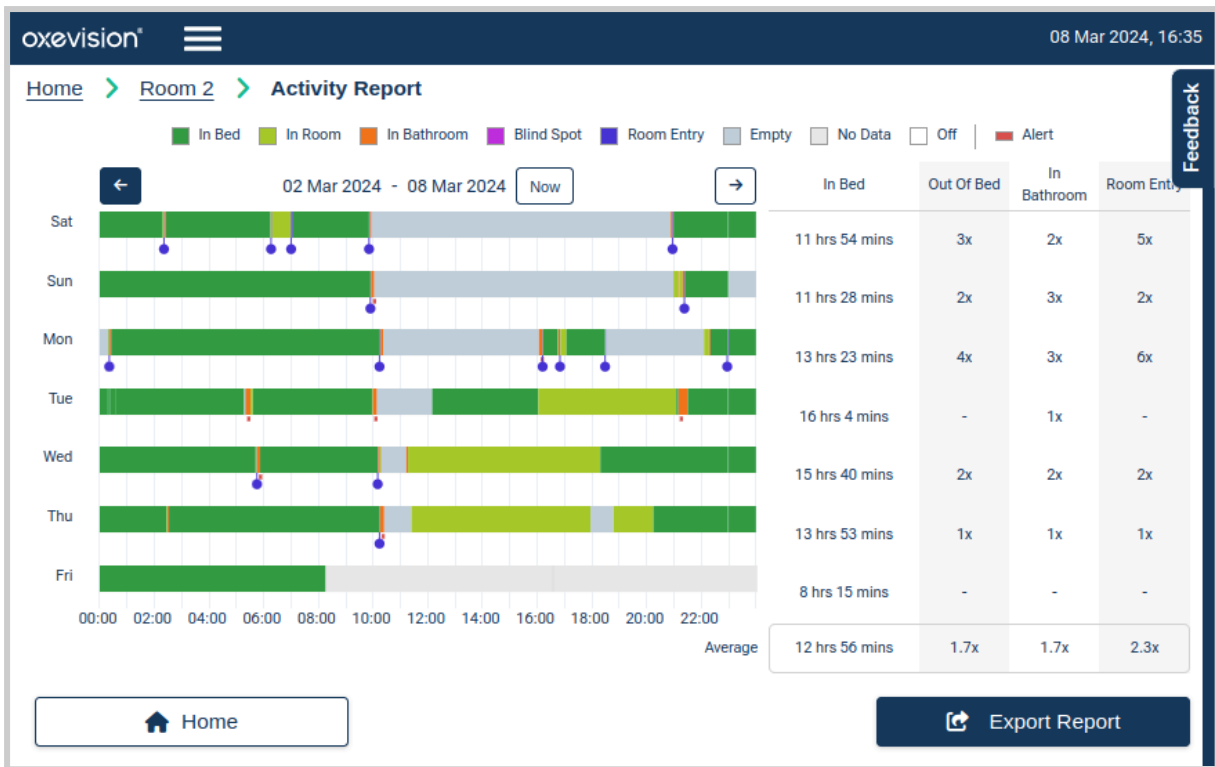 oxevision®
08 Mar 2024, 16:35
Home Room 2 Activity Report
Feedback
In Bed In Room In Bathroom Blind Spot Room Entry Empty No Data Off Alert
02 Mar 2024 - 08 Mar 2024 Now
In Bed Out Of Bed In Bathroom Room Entry
Sat 11 hrs 54 mins 3x 2x 5x
Sun 11 hrs 28 mins 2x 3x 2x
Mon 13 hrs 23 mins 4x 3x 6x
Tue 16 hrs 4 mins - 1x -
Wed 15 hrs 40 mins 2x 2x 2x
Thu 13 hrs 53 mins 1x 1x 1x
Fri 8 hrs 15 mins - - -
00:00 02:00 04:00 06:00 08:00 10:00 12:00 14:00 16:00 18:00 20:00 22:00
Average 12 hrs 56 mins 1.7x 1.7x 2.3x
Home
Export Report